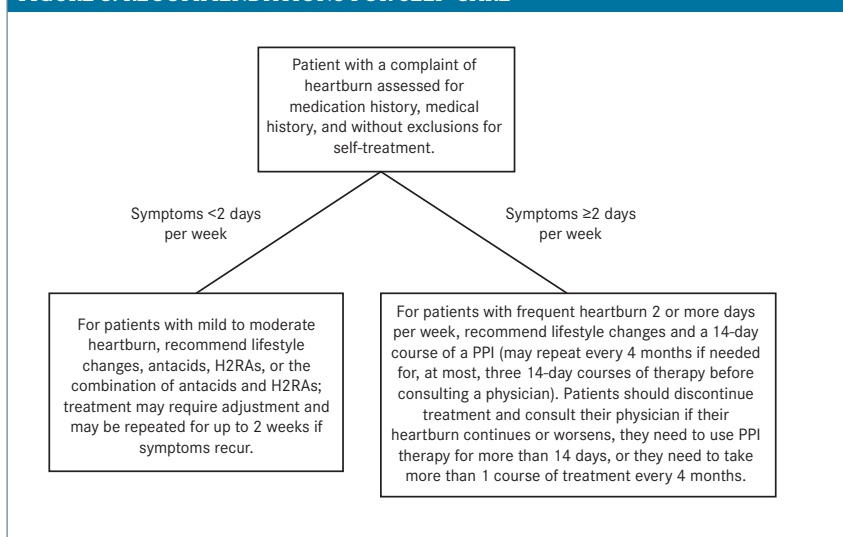 Patient with a complaint of
heartburn assessed for
medication history, medical
history, and without exclusions for
self-treatment.
Symptoms <2 days
per week
Symptoms ≥2 days
per week
For patients with mild to moderate
heartburn, recommend lifestyle
changes, antacids, H2RAs, or the
combination of antacids and H2RAs;
treatment may require adjustment and
may be repeated for up to 2 weeks if
symptoms recur.
For patients with frequent heartburn 2 or more days
per week, recommend lifestyle changes and a 14-day
course of a PPI (may repeat every 4 months if needed
for, at most, three 14-day courses of therapy before
consulting a physician). Patients should discontinue
treatment and consult their physician if their
heartburn continues or worsens, they need to use PPI
therapy for more than 14 days, or they need to take
more than 1 course of treatment every 4 months.